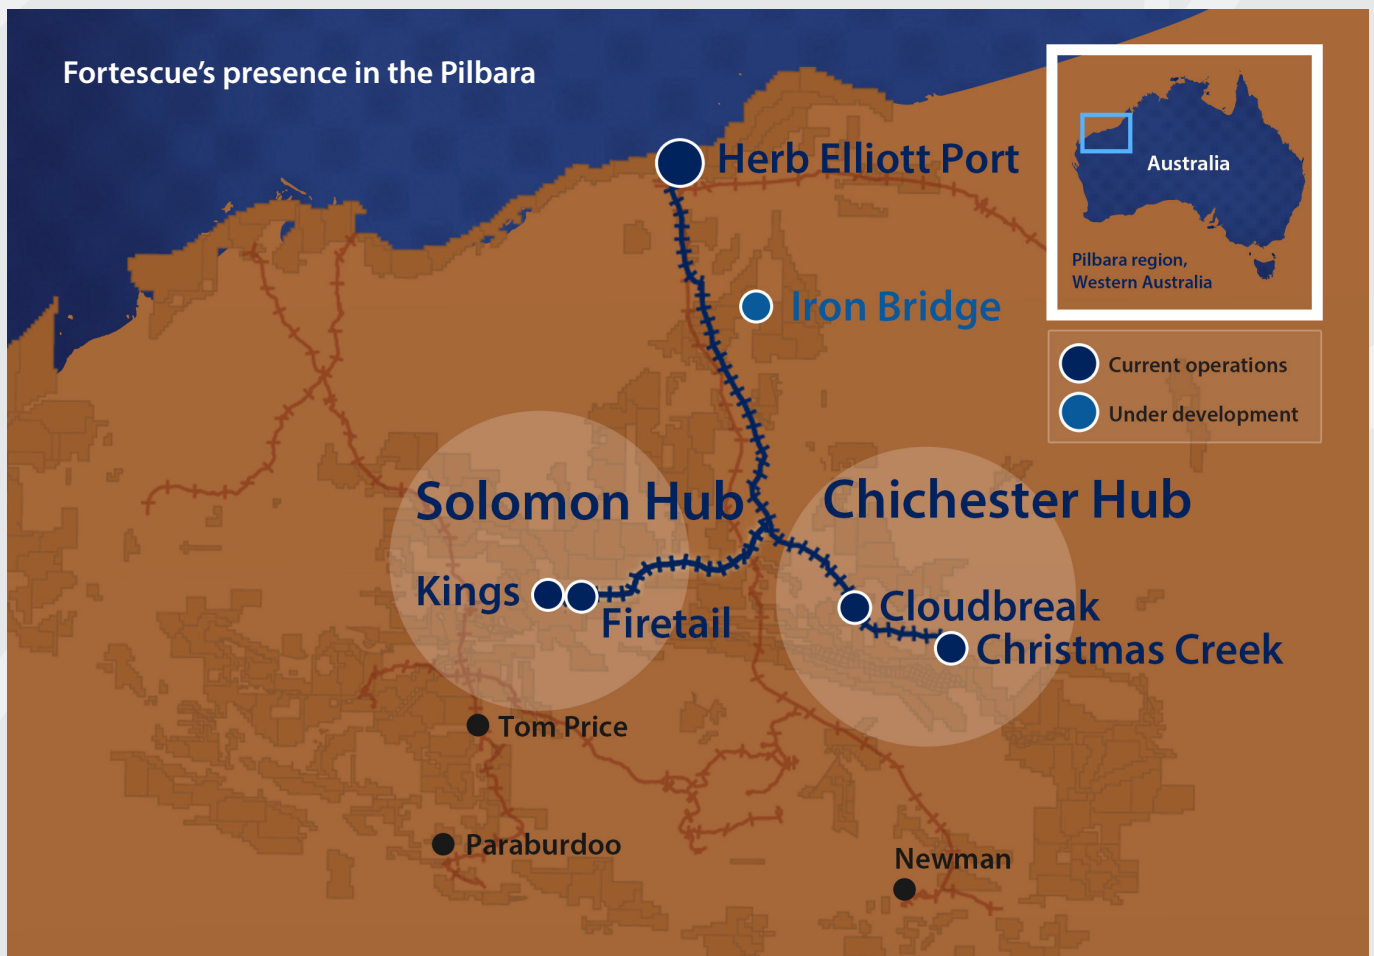 Fortescue's presence in the Pilbara
Herb Elliott Port
Australia
Pilbara region,
Western Australia
Iron Bridge
Current operations
Under development
Solomon Hub
Chichester Hub
Kings
Firetail
Cloudbreak
Christmas Creek
Tom Price
Paraburdoo
Newman